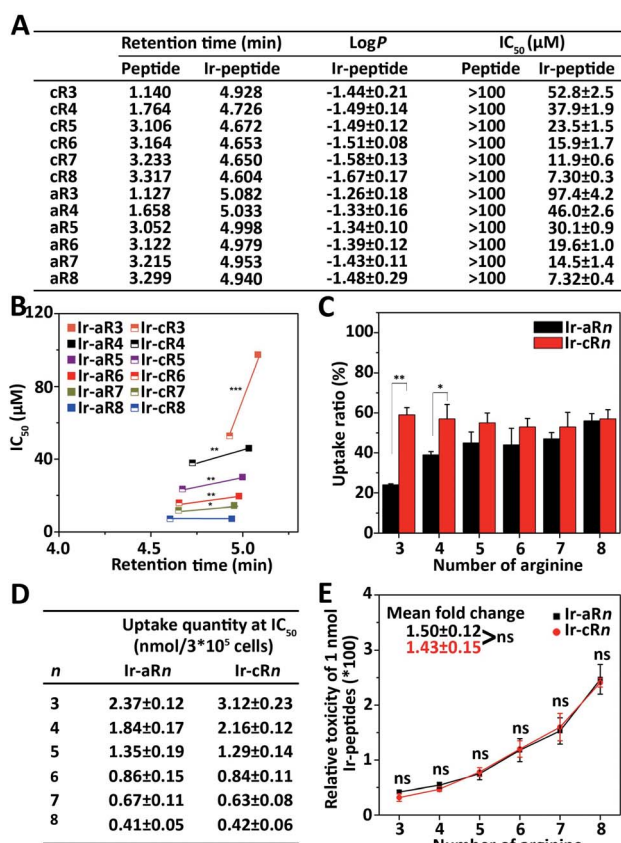 A
Retention time (min) LogP IC50 (μM)
Peptide Ir-peptide Ir-peptide Peptide Ir-peptide
cR3 1.140 4.928 -1.44±0.21 >100 52.8±2.5
cR4 1.764 4.726 -1.49±0.14 >100 37.9±1.9
cR5 3.106 4.672 -1.49±0.12 >100 23.5±1.5
cR6 3.164 4.653 -1.51±0.08 >100 15.9±1.7
cR7 3.233 4.650 -1.58±0.13 >100 11.9±0.6
cR8 3.317 4.604 -1.67±0.17 >100 7.30±0.3
aR3 1.127 5.082 -1.26±0.18 >100 97.4±4.2
aR4 1.658 5.033 -1.33±0.16 >100 46.0±2.6
aR5 3.052 4.998 -1.34±0.10 >100 30.1±0.9
aR6 3.122 4.979 -1.39±0.12 >100 19.6±1.0
aR7 3.215 4.953 -1.43±0.11 >100 14.5±1.4
aR8 3.299 4.940 -1.48±0.29 >100 7.32±0.4
B
120
80
40
0
IC50 (μM)
Ir-aR3 Ir-cR3
Ir-aR4 Ir-cR4
Ir-aR5 Ir-cR5
Ir-aR6 Ir-cR6
Ir-aR7 Ir-cR7
Ir-aR8 Ir-cR8
***
**
**
**
*
4.0 4.5 5.0
Retention time (min)
C
Ir-aRn
Ir-cRn
100
80
60
40
20
0
Uptake ratio (%)
**
*
3 4 5 6 7 8
Number of arginine
D
Uptake quantity at IC50
(nmol/3*10⁵ cells)
n Ir-aRn Ir-cRn
3 2.37±0.12 3.12±0.23
4 1.84±0.17 2.16±0.12
5 1.35±0.19 1.29±0.14
6 0.86±0.15 0.84±0.11
7 0.67±0.11 0.63±0.08
8 0.41±0.05 0.42±0.06
E
Relative toxicity of 1 nmol
Ir-peptides (*100)
4
3
2
1
0
Mean fold change
1.50±0.12
1.43±0.15
>ns
Ir-aRn
Ir-cRn
ns ns ns ns ns ns
3 4 5 6 7 8
Number of arginine